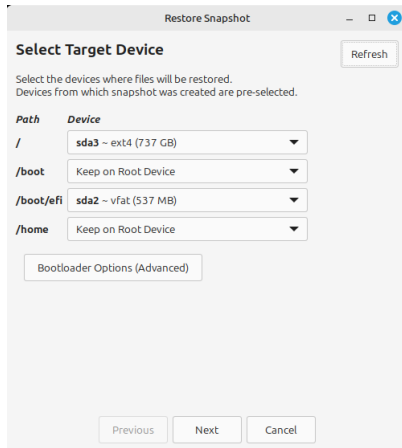 Restore Snapshot
Select Target Device
Refresh
Select the devices where files will be restored.
Devices from which snapshot was created are pre-selected.
Path Device
/ sda3 ~ ext4 (737 GB)
/boot Keep on Root Device
/boot/efi sda2 ~ vfat (537 MB)
/home Keep on Root Device
Bootloader Options (Advanced)
Previous Next Cancel